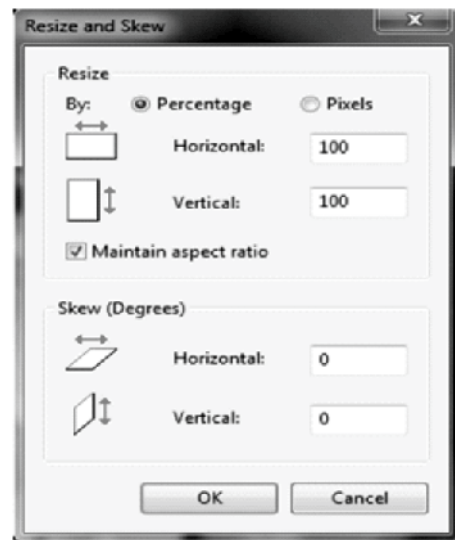 Resize and Skew
Resize
By: Percentage Pixels
Horizontal: 100
Vertical: 100
Maintain aspect ratio
Skew (Degrees)
Horizontal: 0
Vertical: 0
OK Cancel